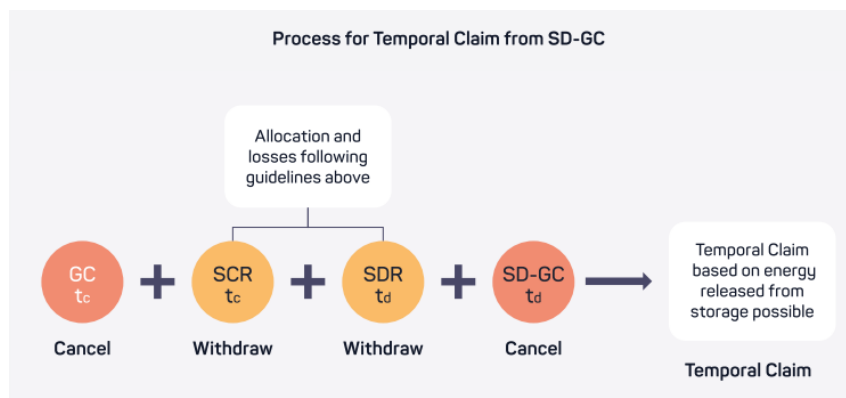 Process for Temporal Claim from SD-GC
Allocation and
losses following
guidelines above
GC
tc
SCR
tc
SDR
td
SD-GC
td
Temporal Claim
based on energy
released from
storage possible
Cancel
Withdraw
Withdraw
Cancel
Temporal Claim